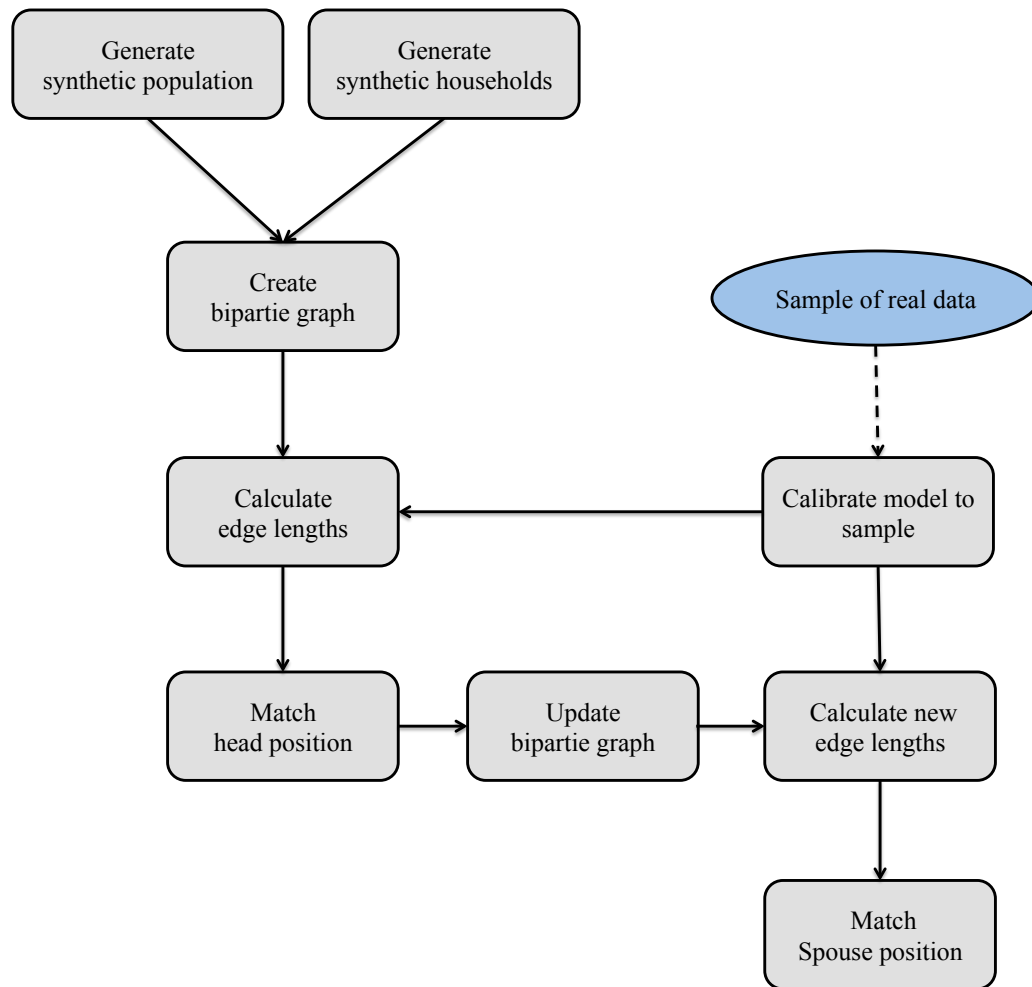 Generate
synthetic population
Generate
synthetic households
Create
bipartie graph
Sample of real data
Calculate
edge lengths
Calibrate model to
sample
Match
head position
Update
bipartie graph
Calculate new
edge lengths
Match
Spouse position